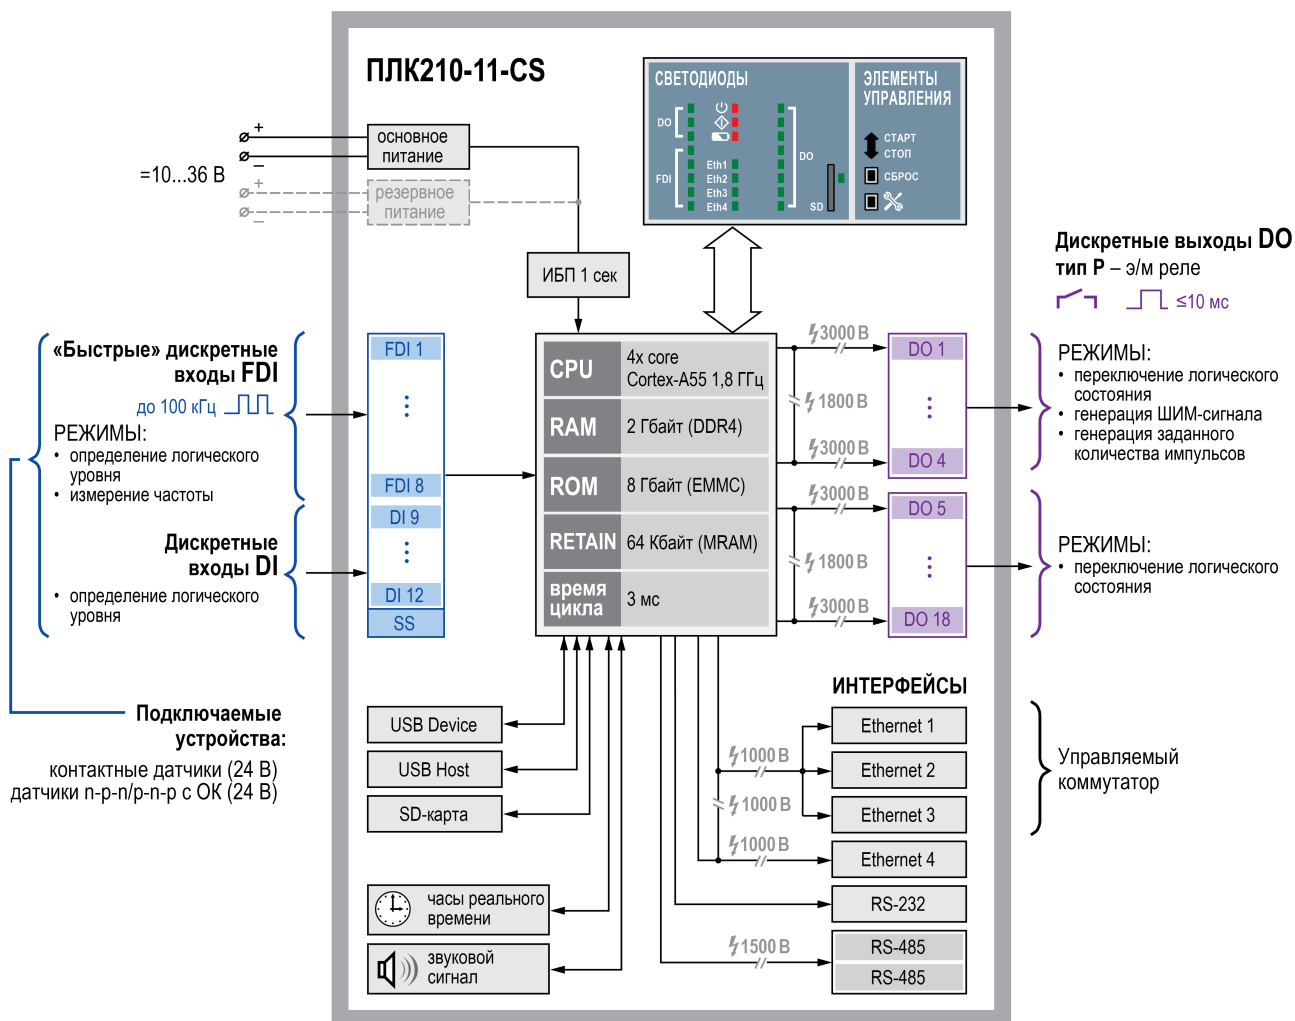 ПЛК210-11-CS
СВЕТОДИОДЫ
DO
FDI
Eth1
Eth2
Eth3
Eth4
DO
SD
ЭЛЕМЕНТЫ
УПРАВЛЕНИЯ
СТАРТ
СТОП
СБРОС
=10...36 В
+
–
+
–
основное
питание
резервное
питание
ИБП 1 сек
«Быстрые» дискретные
входы FDI
до 100 кГц
РЕЖИМЫ:
• определение логического
уровня
• измерение частоты
Дискретные
входы DI
• определение логического
уровня
Подключаемые
устройства:
контактные датчики (24 В)
датчики n-p-n/p-n-p с ОК (24 В)
FDI 1
FDI 8
DI 9
DI 12
SS
CPU
4x core
Cortex-A55 1,8 ГГц
RAM
2 Гбайт (DDR4)
ROM
8 Гбайт (EMMC)
RETAIN
64 Кбайт (MRAM)
время
цикла
3 мс
3000 В
1800 В
3000 В
3000 В
1800 В
3000 В
DO 1
DO 4
DO 5
DO 18
Дискретные выходы DO
тип Р – э/м реле
≤10 мс
РЕЖИМЫ:
• переключение логического
состояния
• генерация ШИМ-сигнала
• генерация заданного
количества импульсов
РЕЖИМЫ:
• переключение логического
состояния
USB Device
USB Host
SD-карта
часы реального
времени
звуковой
сигнал
ИНТЕРФЕЙСЫ
1000 В
1000 В
1000 В
1500 В
Ethernet 1
Ethernet 2
Ethernet 3
Ethernet 4
RS-232
RS-485
RS-485
Управляемый
коммутатор